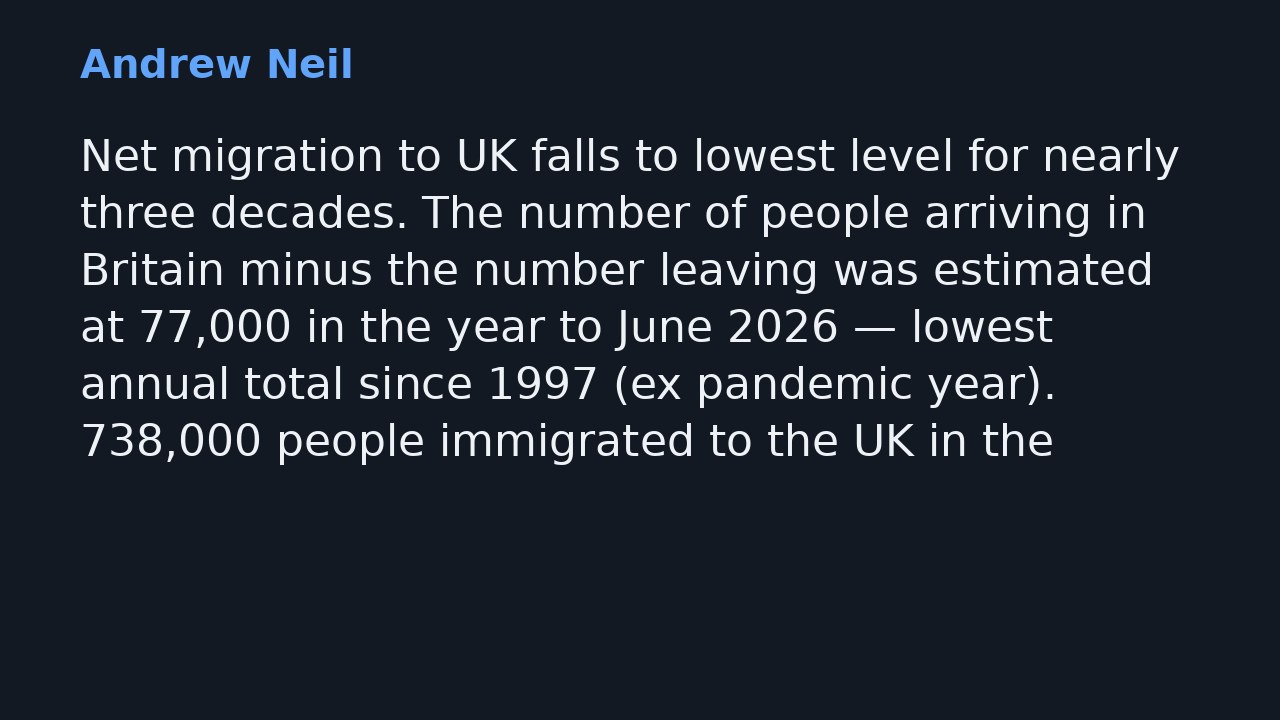 Andrew Neil
Net migration to UK falls to lowest level for nearly
three decades. The number of people arriving in
Britain minus the number leaving was estimated
at 77,000 in the year to June 2026 — lowest
annual total since 1997 (ex pandemic year).
738,000 people immigrated to the UK in the